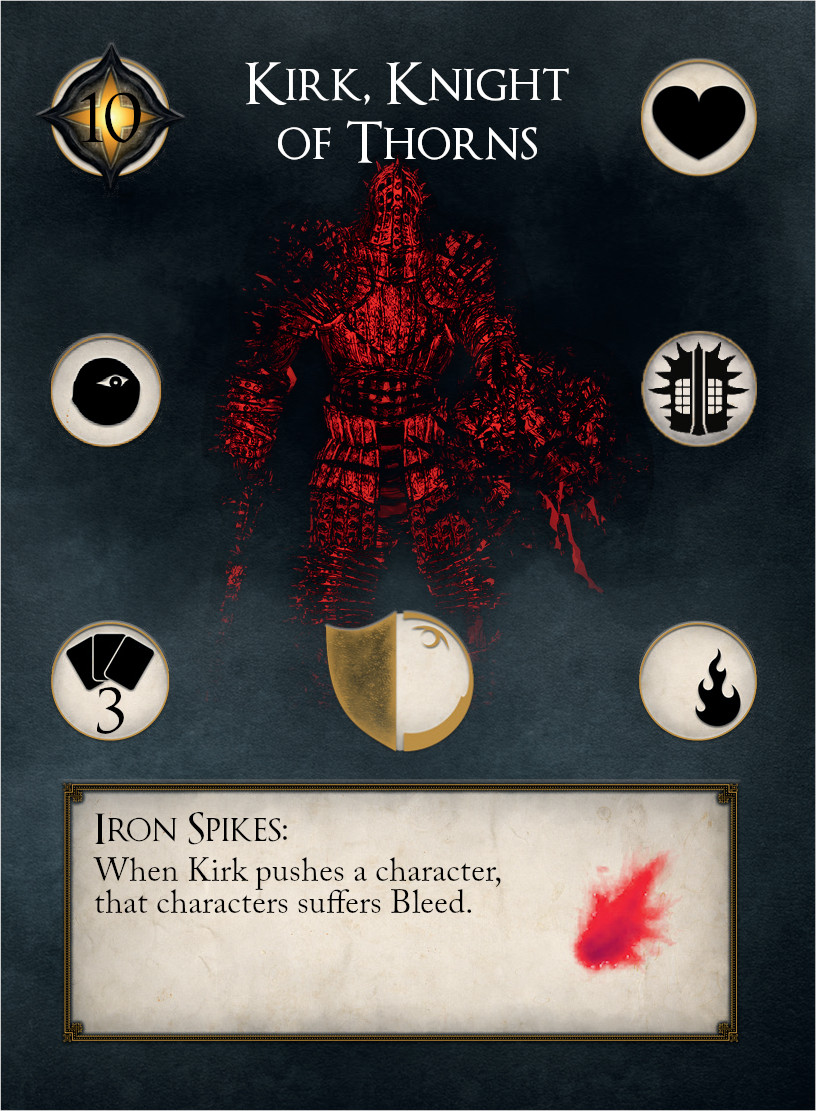 10
Kirk, Knight
of Thorns
3
Iron Spikes:
When Kirk pushes a character,
that characters suffers Bleed.